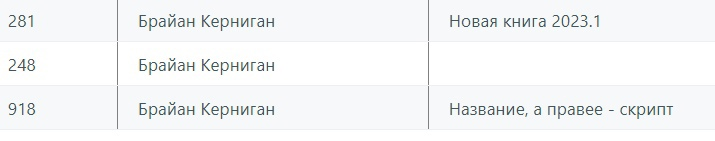 281 Брайан Керниган Новая книга 2023.1
248 Брайан Керниган
918 Брайан Керниган Название, а правее - скрипт